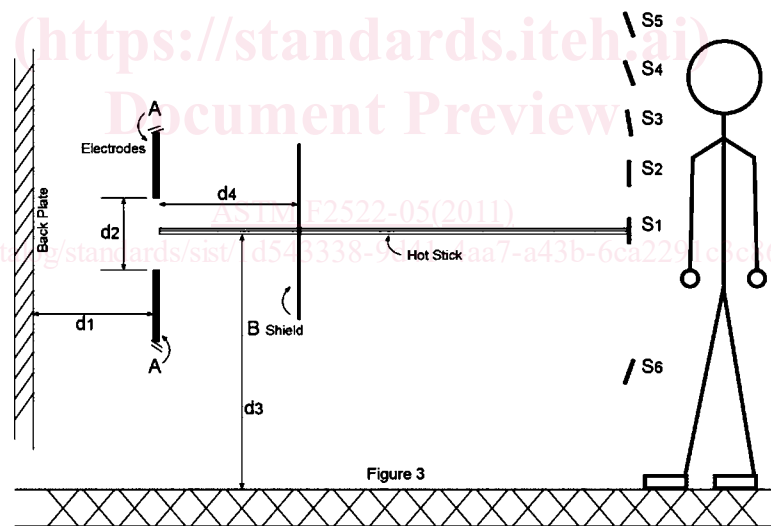 (https://standards.iteh.ai)
Document Preview
S5
S4
S3
S2
S1
S6
A
Electrodes
d4
d2
Back Plate
ASTM F2522-05(2011)
Hot Stick
d1
B Shield
A
d3
Figure 3